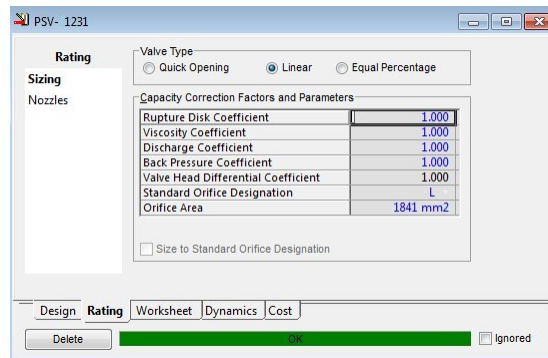 PSV- 1231
Rating
Sizing
Nozzles
Valve Type
Quick Opening Linear Equal Percentage
Capacity Correction Factors and Parameters
Rupture Disk Coefficient 1.000
Viscosity Coefficient 1.000
Discharge Coefficient 1.000
Back Pressure Coefficient 1.000
Valve Head Differential Coefficient 1.000
Standard Orifice Designation L
Orifice Area 1841 mm2
Size to Standard Orifice Designation
Design Rating Worksheet Dynamics Cost
Delete OK Ignored